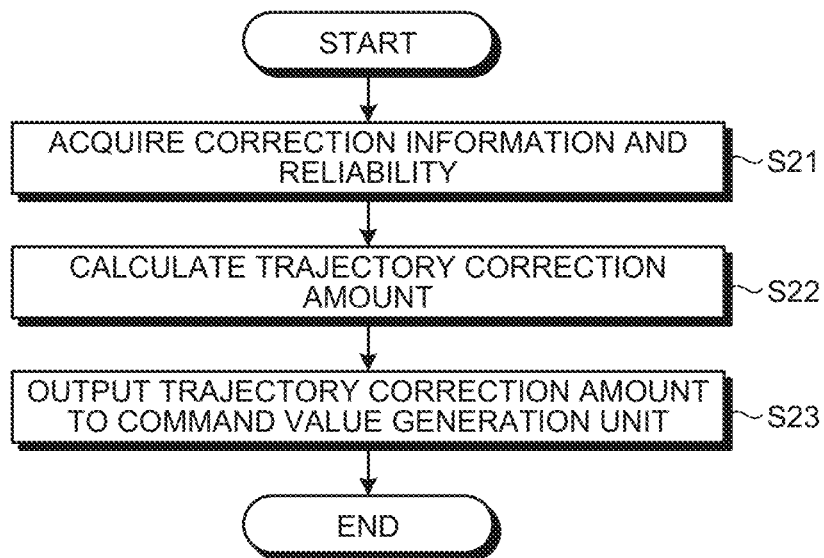 START
ACQUIRE CORRECTION INFORMATION AND
RELIABILITY
S21
CALCULATE TRAJECTORY CORRECTION
AMOUNT
S22
OUTPUT TRAJECTORY CORRECTION AMOUNT
TO COMMAND VALUE GENERATION UNIT
S23
END